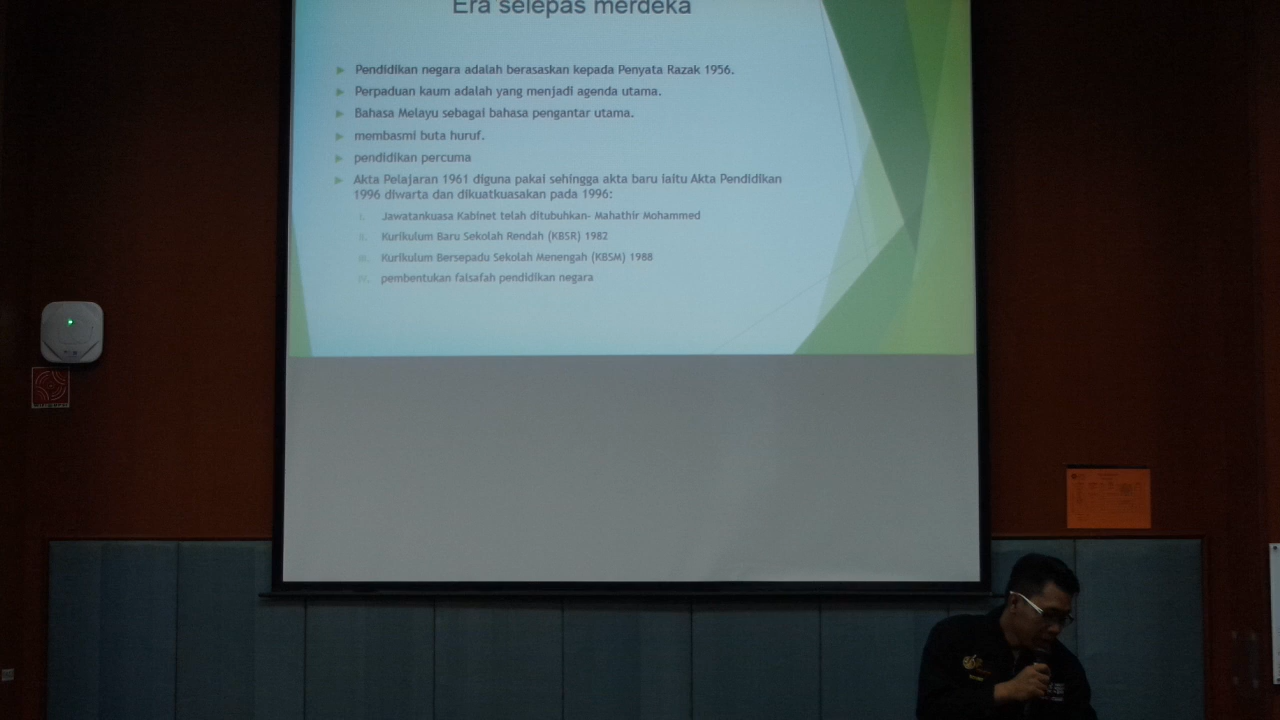 Era selepas merdeka
Pendidikan negara adalah berasaskan kepada Penyata Razak 1956.
Perpaduan kaum adalah yang menjadi agenda utama.
Bahasa Melayu sebagai bahasa pengantar utama.
membasmi buta huruf.
pendidikan percuma
Akta Pelajaran 1961 diguna pakai sehingga akta baru iaitu Akta Pendidikan
1996 diwarta dan dikuatkuasakan pada 1996:
I. Jawatankuasa Kabinet telah ditubuhkan- Mahathir Mohammed
II. Kurikulum Baru Sekolah Rendah (KBSR) 1982
III. Kurikulum Bersepadu Sekolah Menengah (KBSM) 1988
IV. pembentukan falsafah pendidikan negara